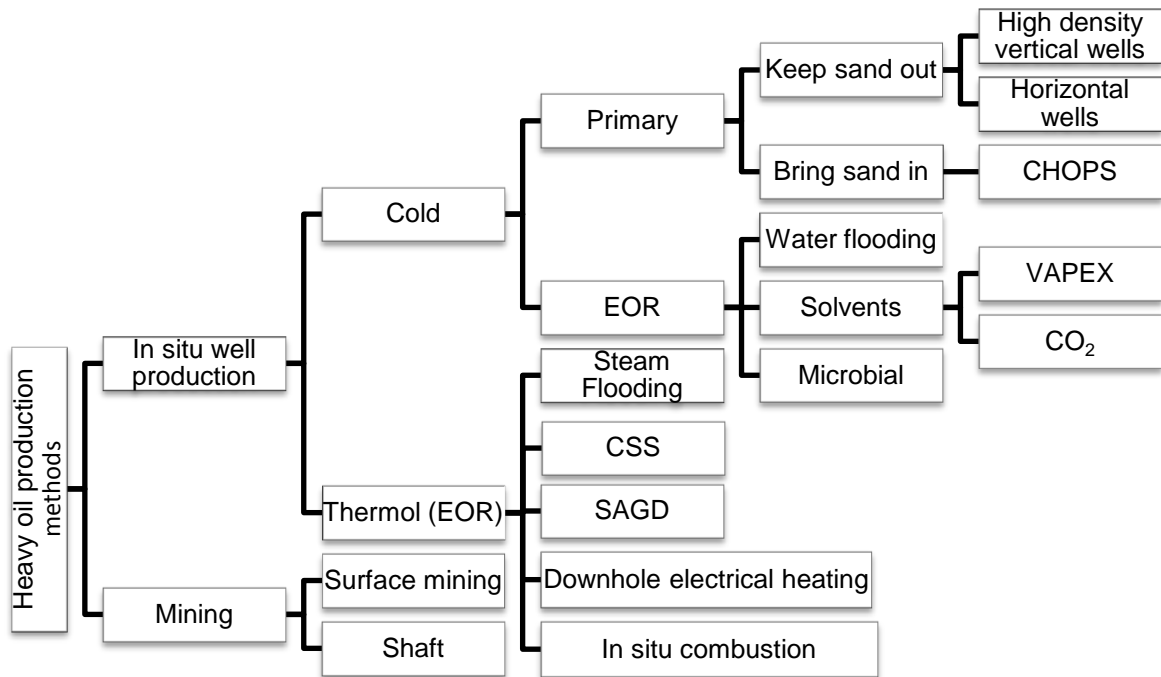 Heavy oil production
methods
In situ well
production
Mining
Cold
Thermol (EOR)
Surface mining
Shaft
Primary
EOR
Steam
Flooding
CSS
SAGD
Downhole electrical heating
In situ combustion
Keep sand out
Bring sand in
Water flooding
Solvents
Microbial
High density
vertical wells
Horizontal
wells
CHOPS
VAPEX
CO₂